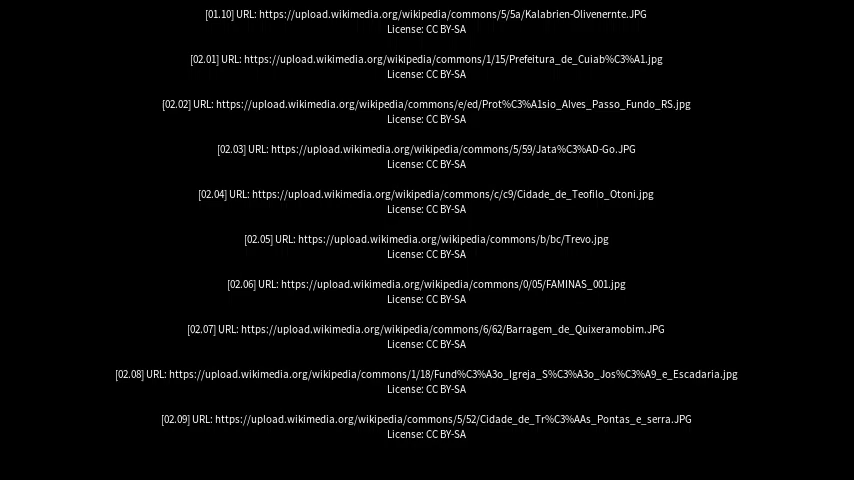 [01.10] URL: https://upload.wikimedia.org/wikipedia/commons/5/5a/Kalabrien-Olivenernte.JPG
License: CC BY-SA
[02.01] URL: https://upload.wikimedia.org/wikipedia/commons/1/15/Prefeitura_de_Cuiab%C3%A1.jpg
License: CC BY-SA
[02.02] URL: https://upload.wikimedia.org/wikipedia/commons/e/ed/Prot%C3%A1sio_Alves_Passo_Fundo_RS.jpg
License: CC BY-SA
[02.03] URL: https://upload.wikimedia.org/wikipedia/commons/5/59/Jata%C3%AD-Go.JPG
License: CC BY-SA
[02.04] URL: https://upload.wikimedia.org/wikipedia/commons/c/c9/Cidade_de_Teofilo_Otoni.jpg
License: CC BY-SA
[02.05] URL: https://upload.wikimedia.org/wikipedia/commons/b/bc/Trevo.jpg
License: CC BY-SA
[02.06] URL: https://upload.wikimedia.org/wikipedia/commons/0/05/FAMINAS_001.jpg
License: CC BY-SA
[02.07] URL: https://upload.wikimedia.org/wikipedia/commons/6/62/Barragem_de_Quixeramobim.JPG
License: CC BY-SA
[02.08] URL: https://upload.wikimedia.org/wikipedia/commons/1/18/Fund%C3%A3o_Igreja_S%C3%A3o_Jos%C3%A9_e_Escadaria.jpg
License: CC BY-SA
[02.09] URL: https://upload.wikimedia.org/wikipedia/commons/5/52/Cidade_de_Tr%C3%AAs_Pontas_e_serra.JPG
License: CC BY-SA